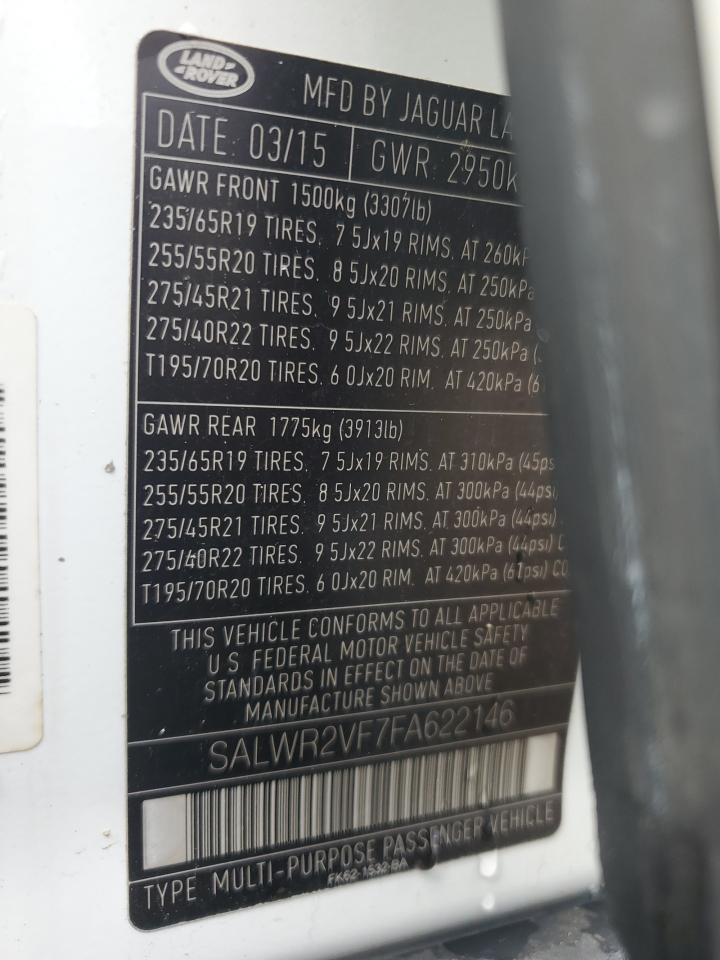 LAND
ROVER
MFD BY JAGUAR LA
DATE: 03/15 GWR: 2950k
GAWR FRONT 1500kg (3307lb)
235/65R19 TIRES, 7 5Jx19 RIMS, AT 260kP
255/55R20 TIRES, 8 5Jx20 RIMS, AT 250kPa
275/45R21 TIRES, 9 5Jx21 RIMS, AT 250kPa
275/40R22 TIRES, 9 5Jx22 RIMS, AT 250kPa (
T195/70R20 TIRES, 6 0Jx20 RIM, AT 420kPa (61
GAWR REAR 1775kg (3913lb)
235/65R19 TIRES, 7 5Jx19 RIMS, AT 310kPa (45ps
255/55R20 TIRES, 8 5Jx20 RIMS, AT 300kPa (44psi)
275/45R21 TIRES, 9 5Jx21 RIMS, AT 300kPa (44psi)
275/40R22 TIRES, 9 5Jx22 RIMS, AT 300kPa (44psi) C
T195/70R20 TIRES, 6 0Jx20 RIM, AT 420kPa (61psi) CO
THIS VEHICLE CONFORMS TO ALL APPLICABLE
U S FEDERAL MOTOR VEHICLE SAFETY
STANDARDS IN EFFECT ON THE DATE OF
MANUFACTURE SHOWN ABOVE
SALWR2VF7FA622146
TYPE MULTI-PURPOSE PASSENGER VEHICLE
FK62-1532-BA